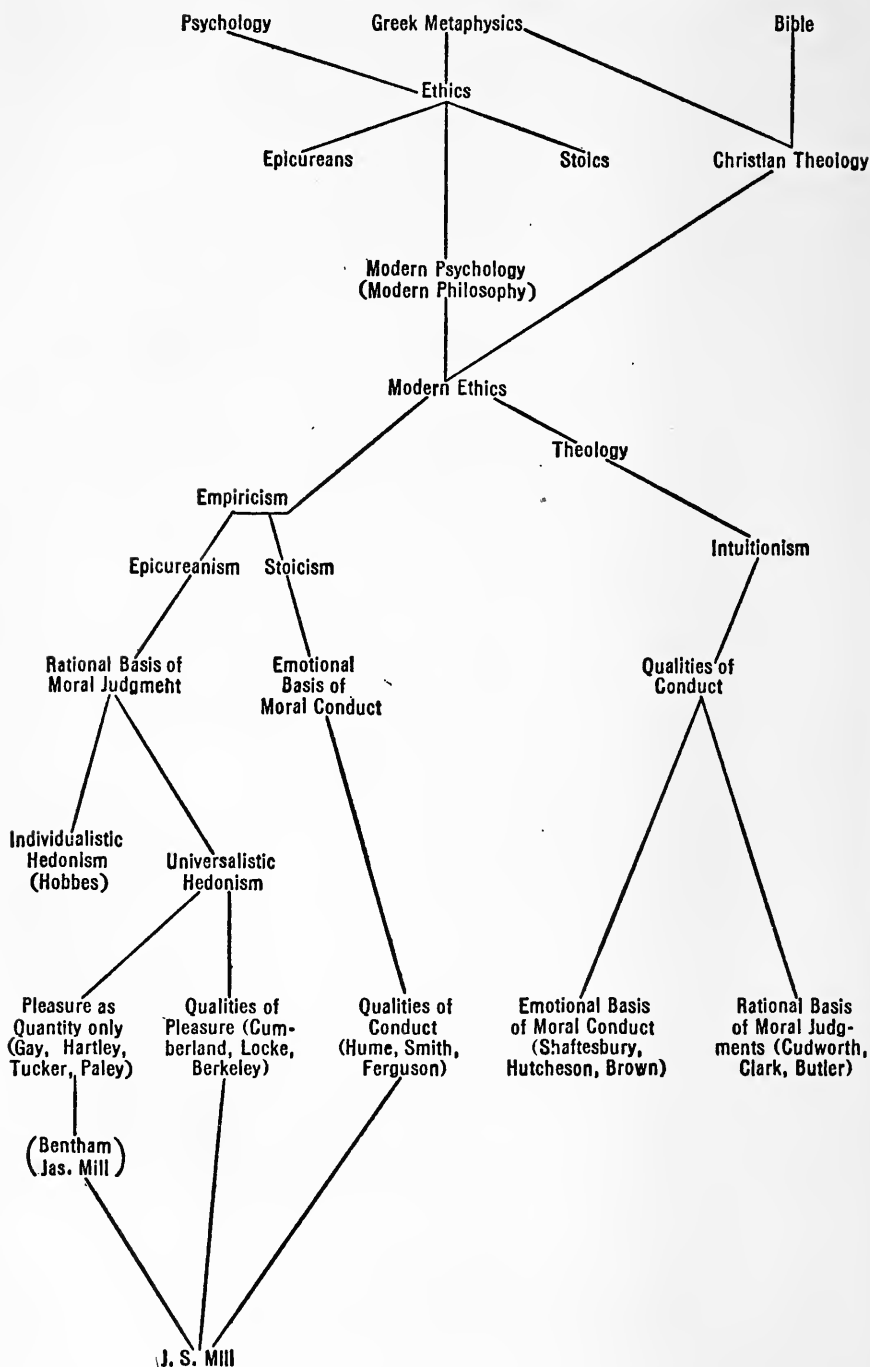 Psychology
Greek Metaphysics
Bible
Ethics
Epicureans
Stoics
Christian Theology
Modern Psychology
(Modern Philosophy)
Modern Ethics
Theology
Empiricism
Intuitionism
Epicureanism
Stoicism
Rational Basis of
Moral Judgment
Emotional
Basis of
Moral Conduct
Qualities of
Conduct
Individualistic
Hedonism
(Hobbes)
Universalistic
Hedonism
Pleasure as
Quantity only
(Gay, Hartley,
Tucker, Paley)
Qualities of
Pleasure (Cum-
berland, Locke,
Berkeley)
Qualities of
Conduct
(Hume, Smith,
Ferguson)
Emotional Basis
of Moral Conduct
(Shaftesbury,
Hutcheson, Brown)
Rational Basis
of Moral Judg-
ments (Cudworth,
Clark, Butler)
(Bentham
Jas. Mill)
J. S. Mill